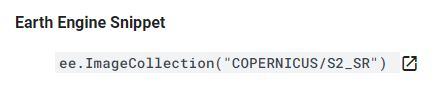 Earth Engine Snippet
ee.ImageCollection("COPERNICUS/S2_SR")